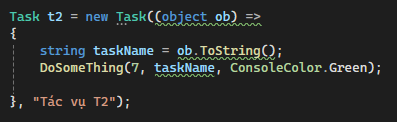 Task t2 = new Task((object ob) =>
{
    string taskName = ob.ToString();
    DoSomeThing(7, taskName, ConsoleColor.Green);
}, "Tác vụ T2");